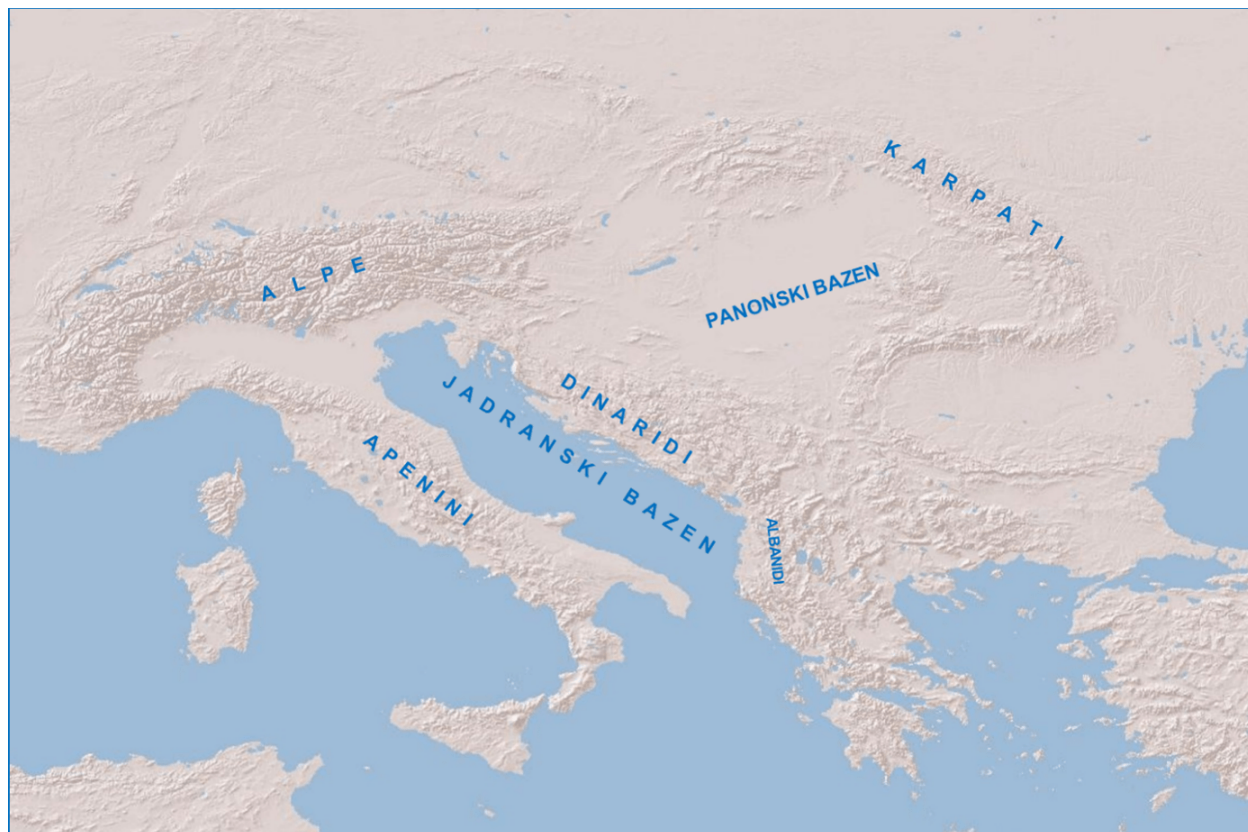 KARPATI
ALPE
PANONSKI BAZEN
DINARIDI
JADRANSKI BAZEN
APENINI
ALBANIDI